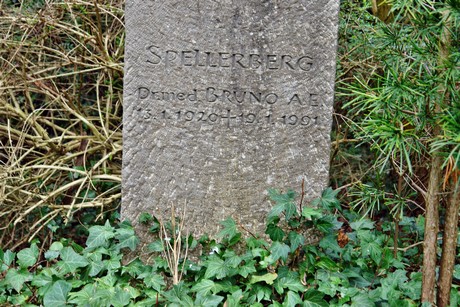 SPELLERBERG
Dr.med. BRUNO A.E.
13.1.1920 + 19.1.1991